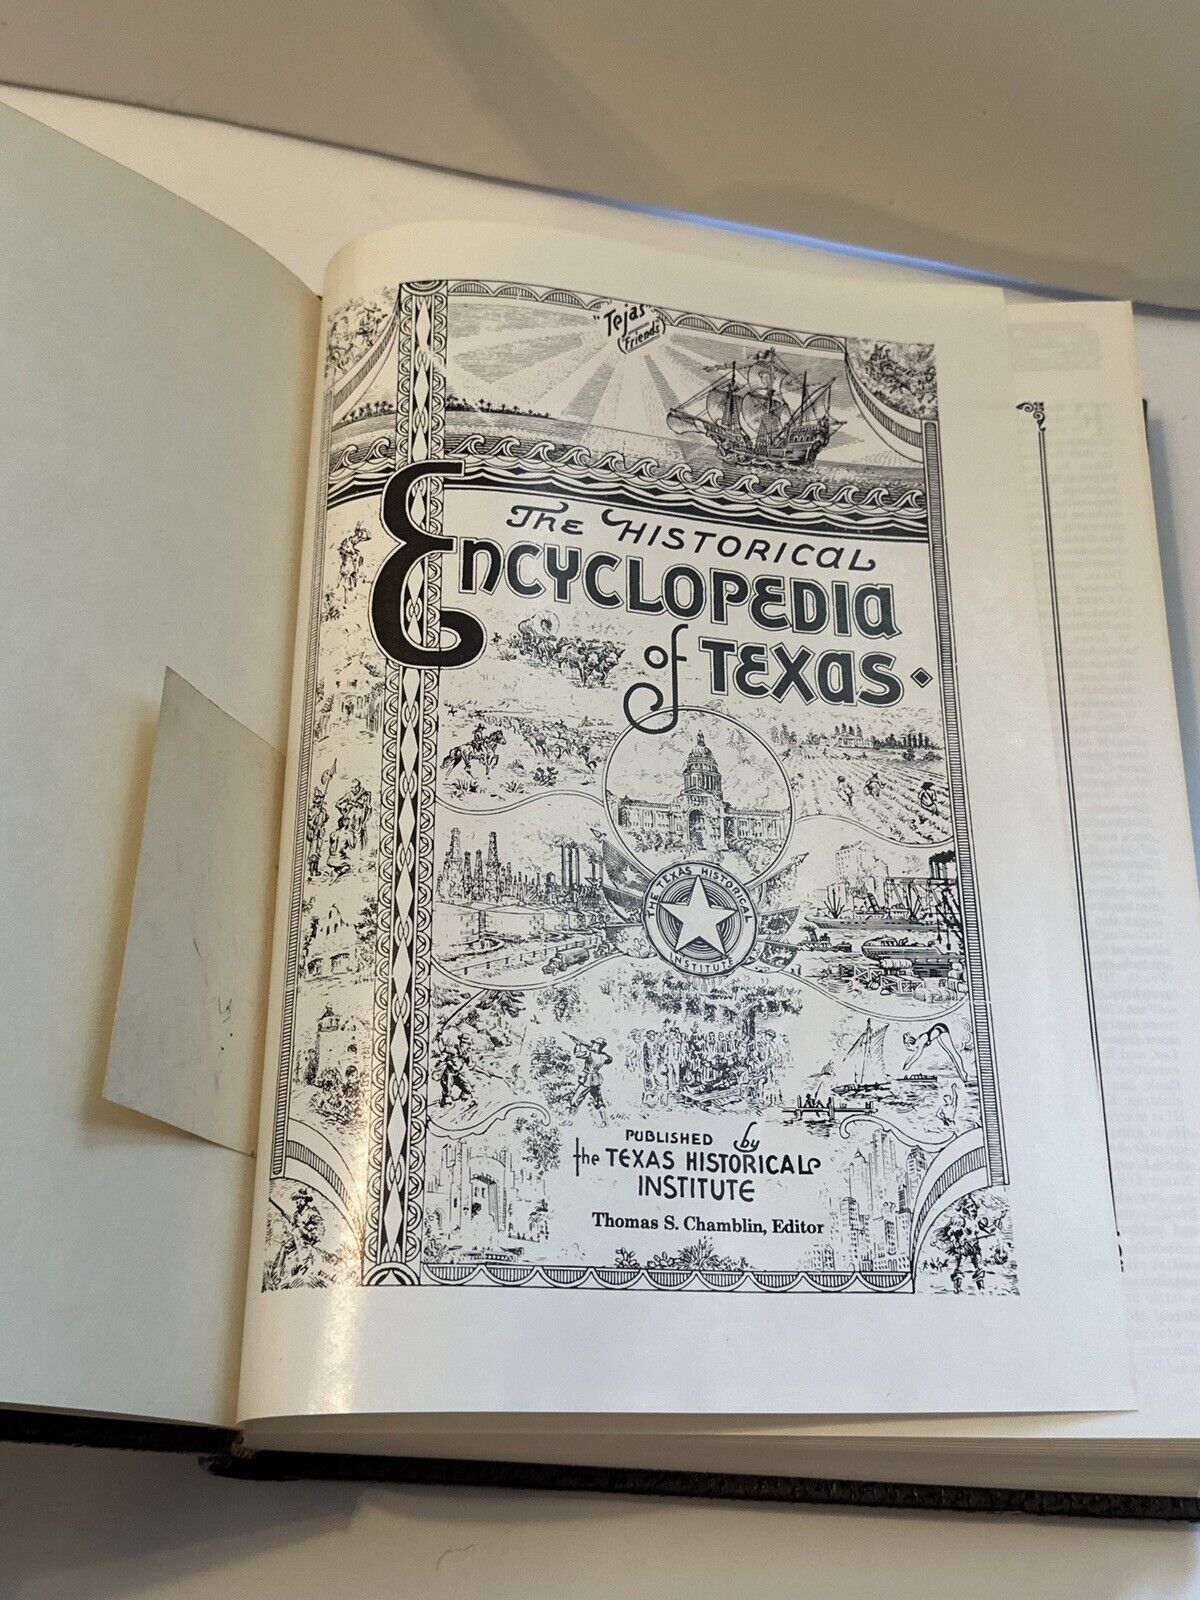 "Tejas"
(Friends)
The HISTORICAL
ENCYCLOPEDIA
of TEXAS
THE TEXAS HISTORICAL
INSTITUTE
PUBLISHED by
the TEXAS HISTORICAL
INSTITUTE
Thomas S. Chamblin, Editor